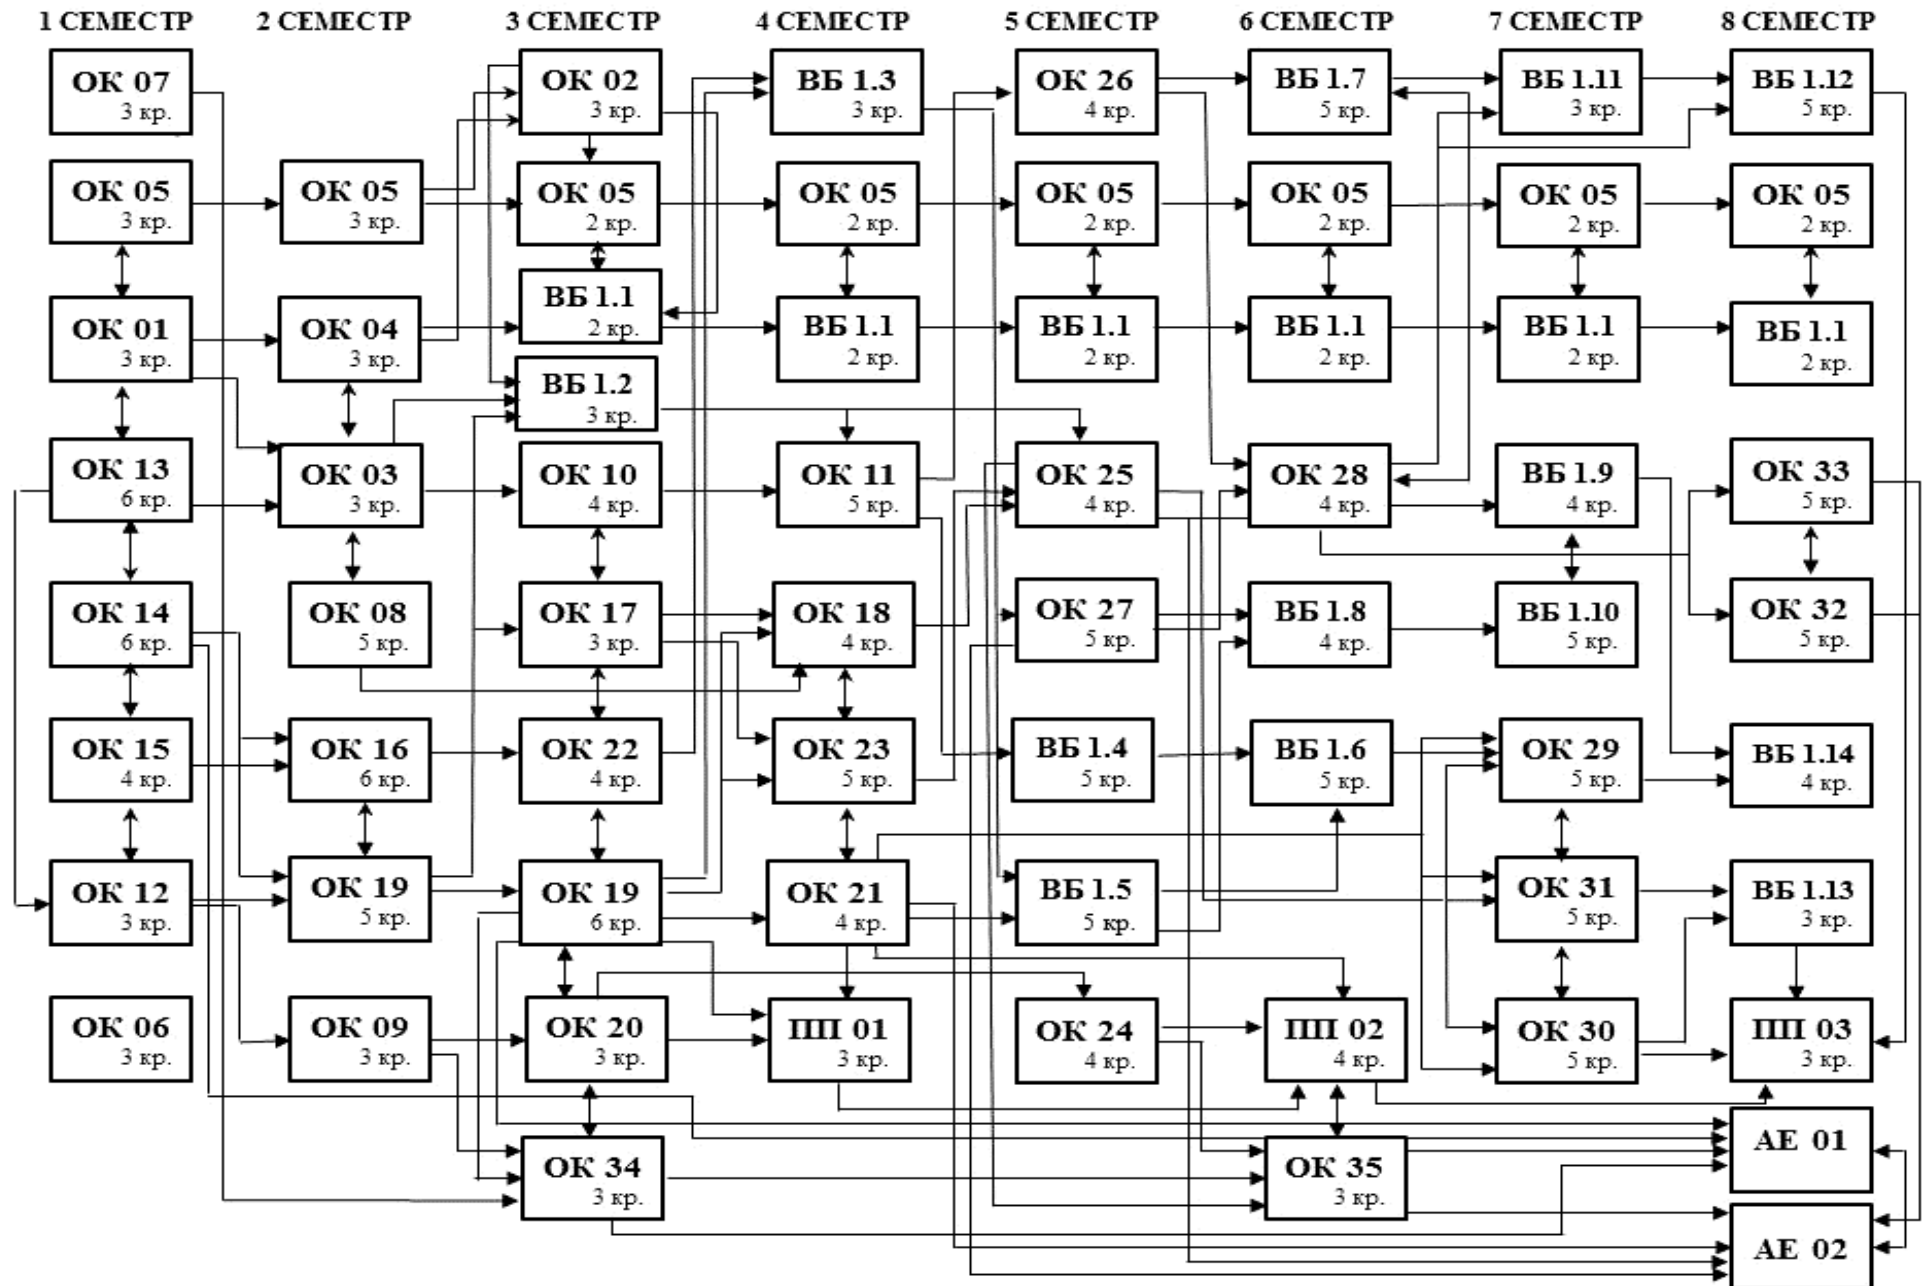 1 СЕМЕСТР 2 СЕМЕСТР 3 СЕМЕСТР 4 СЕМЕСТР 5 СЕМЕСТР 6 СЕМЕСТР 7 СЕМЕСТР 8 СЕМЕСТР
ОК 07
3 кр.
ОК 02
3 кр.
ВБ 1.3
3 кр.
ОК 26
4 кр.
ВБ 1.7
5 кр.
ВБ 1.11
3 кр.
ВБ 1.12
5 кр.
ОК 05
3 кр.
ОК 05
3 кр.
ОК 05
2 кр.
ОК 05
2 кр.
ОК 05
2 кр.
ОК 05
2 кр.
ОК 05
2 кр.
ОК 05
2 кр.
ОК 01
3 кр.
ОК 04
3 кр.
ВБ 1.1
2 кр.
ВБ 1.1
2 кр.
ВБ 1.1
2 кр.
ВБ 1.1
2 кр.
ВБ 1.1
2 кр.
ВБ 1.1
2 кр.
ВБ 1.2
3 кр.
ОК 13
6 кр.
ОК 03
3 кр.
ОК 10
4 кр.
ОК 11
5 кр.
ОК 25
4 кр.
ОК 28
4 кр.
ВБ 1.9
4 кр.
ОК 33
5 кр.
ОК 14
6 кр.
ОК 08
5 кр.
ОК 17
3 кр.
ОК 18
4 кр.
ОК 27
5 кр.
ВБ 1.8
4 кр.
ВБ 1.10
5 кр.
ОК 32
5 кр.
ОК 15
4 кр.
ОК 16
6 кр.
ОК 22
4 кр.
ОК 23
5 кр.
ВБ 1.4
5 кр.
ВБ 1.6
5 кр.
ОК 29
5 кр.
ВБ 1.14
4 кр.
ОК 12
3 кр.
ОК 19
5 кр.
ОК 19
6 кр.
ОК 21
4 кр.
ВБ 1.5
5 кр.
ОК 31
5 кр.
ВБ 1.13
3 кр.
ОК 06
3 кр.
ОК 09
3 кр.
ОК 20
3 кр.
ПП 01
3 кр.
ОК 24
4 кр.
ПП 02
4 кр.
ОК 30
5 кр.
ПП 03
3 кр.
ОК 34
3 кр.
ОК 35
3 кр.
АЕ 01
АЕ 02